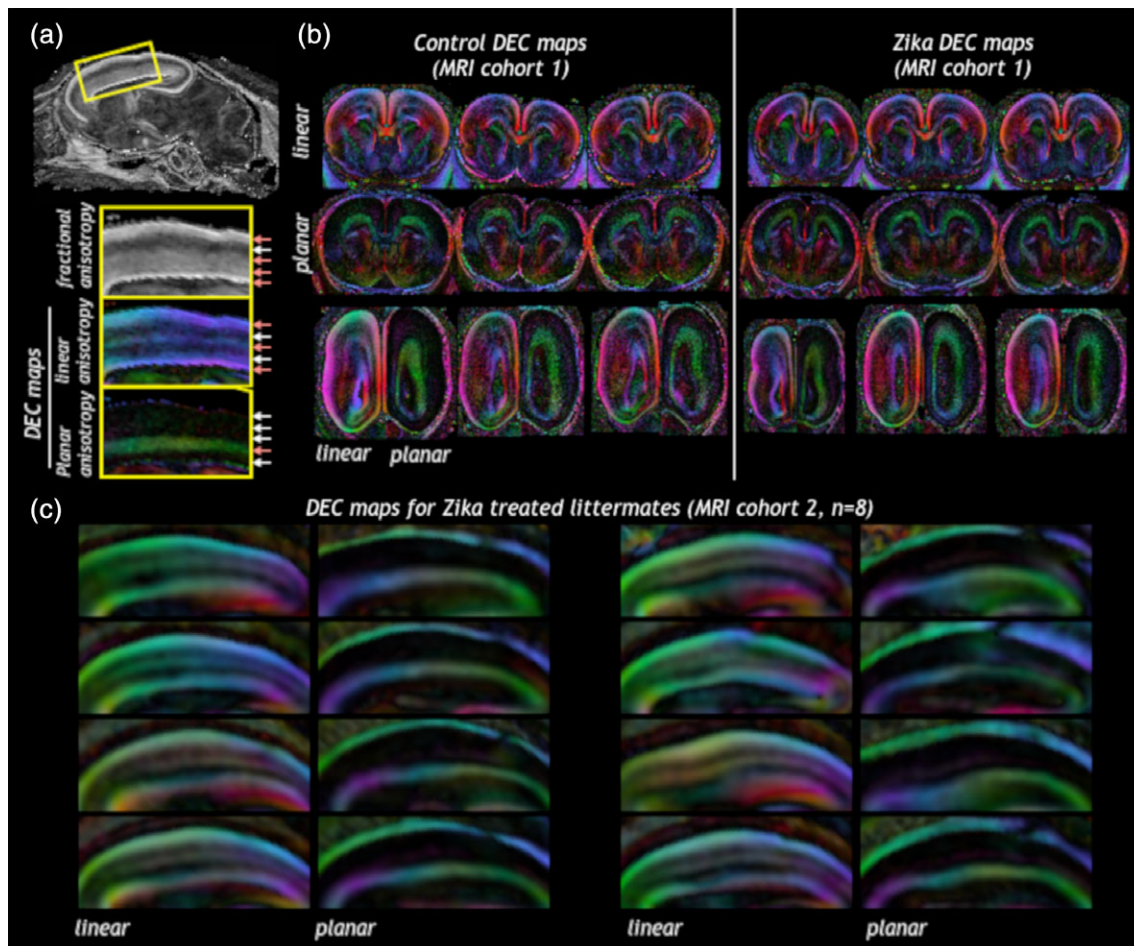 (a)
(b)
Control DEC maps
(MRI cohort 1)
Zika DEC maps
(MRI cohort 1)
linear
planar
linear planar
fractional
anisotropy
DEC maps
linear
anisotropy
Planar
anisotropy
(c)
DEC maps for Zika treated littermates (MRI cohort 2, n=8)
linear
planar
linear
planar